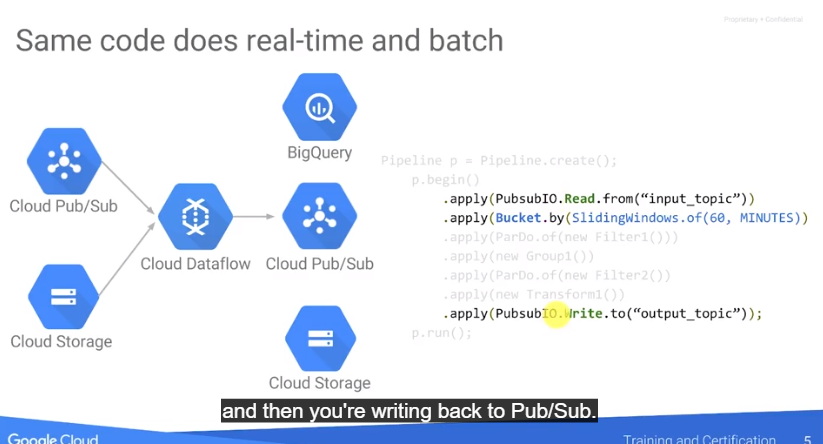 Proprietary + Confidential
Same code does real-time and batch
BigQuery
Cloud Pub/Sub
Cloud Dataflow
Cloud Pub/Sub
Cloud Storage
Cloud Storage
Pipeline p = Pipeline.create();
p.begin()
.apply(PubsubIO.Read.from(“input_topic”))
.apply(Bucket.by(SlidingWindows.of(60, MINUTES))
.apply(ParDo.of(new Filter1()))
.apply(new Group1())
.apply(ParDo.of(new Filter2())
.apply(new Transform1())
.apply(PubsubIO.Write.to(“output_topic”));
p.run();
and then you're writing back to Pub/Sub.
Google Cloud
Training and Certification
5